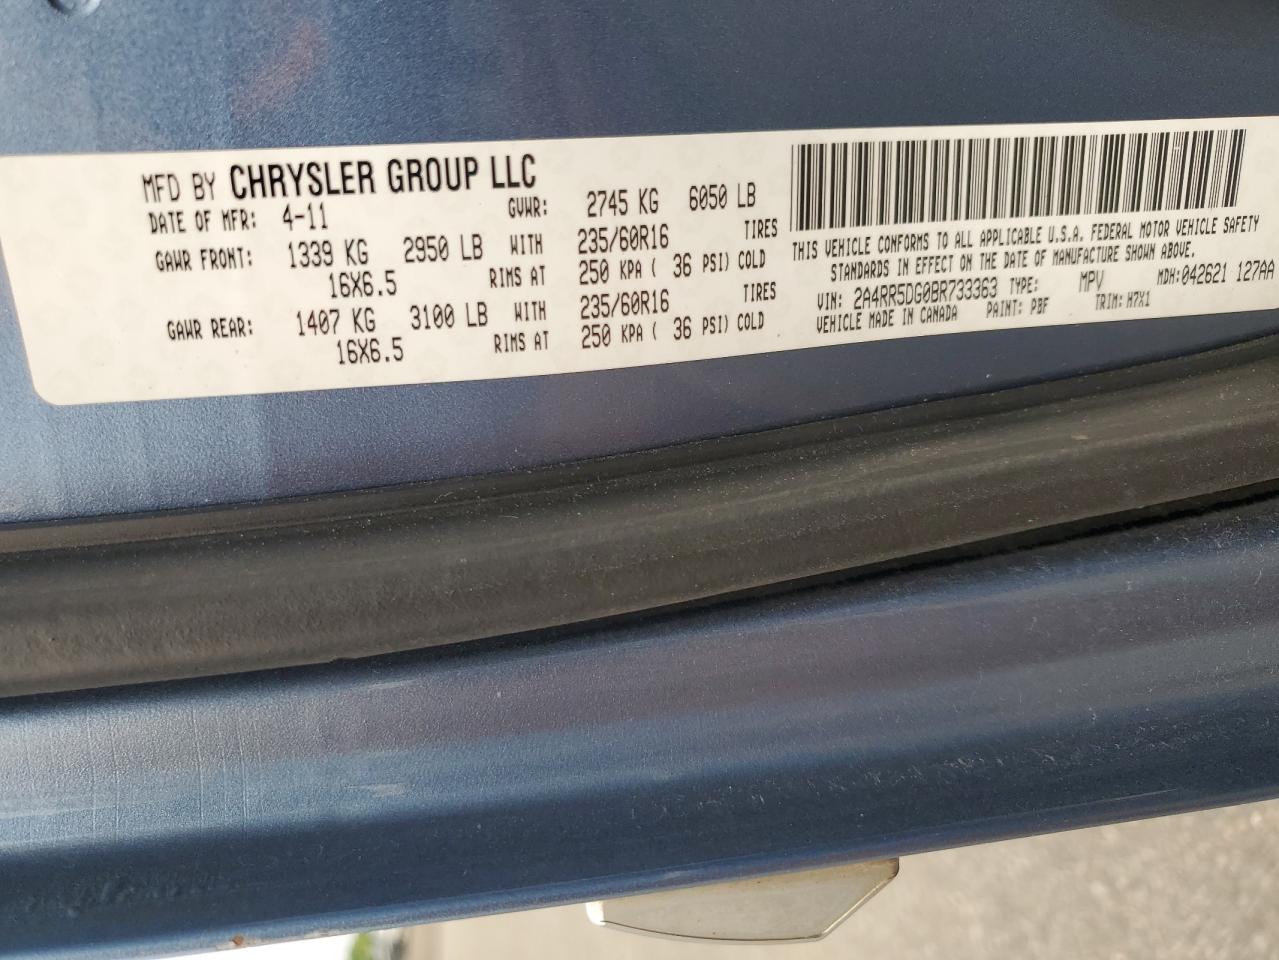 MFD BY CHRYSLER GROUP LLC
DATE OF MFR: 4-11 GVWR: 2745 KG 6050 LB
GAWR FRONT: 1339 KG 2950 LB WITH 235/60R16 TIRES
16X6.5 RIMS AT 250 KPA ( 36 PSI) COLD
GAWR REAR: 1407 KG 3100 LB WITH 235/60R16 TIRES
16X6.5 RIMS AT 250 KPA ( 36 PSI) COLD
THIS VEHICLE CONFORMS TO ALL APPLICABLE U.S.A. FEDERAL MOTOR VEHICLE SAFETY
STANDARDS IN EFFECT ON THE DATE OF MANUFACTURE SHOWN ABOVE.
VIN: 2A4RR5DG0BR733363 TYPE: MPV MDH:042621 127AA
VEHICLE MADE IN CANADA PAINT: PBF TRIM: H7X1